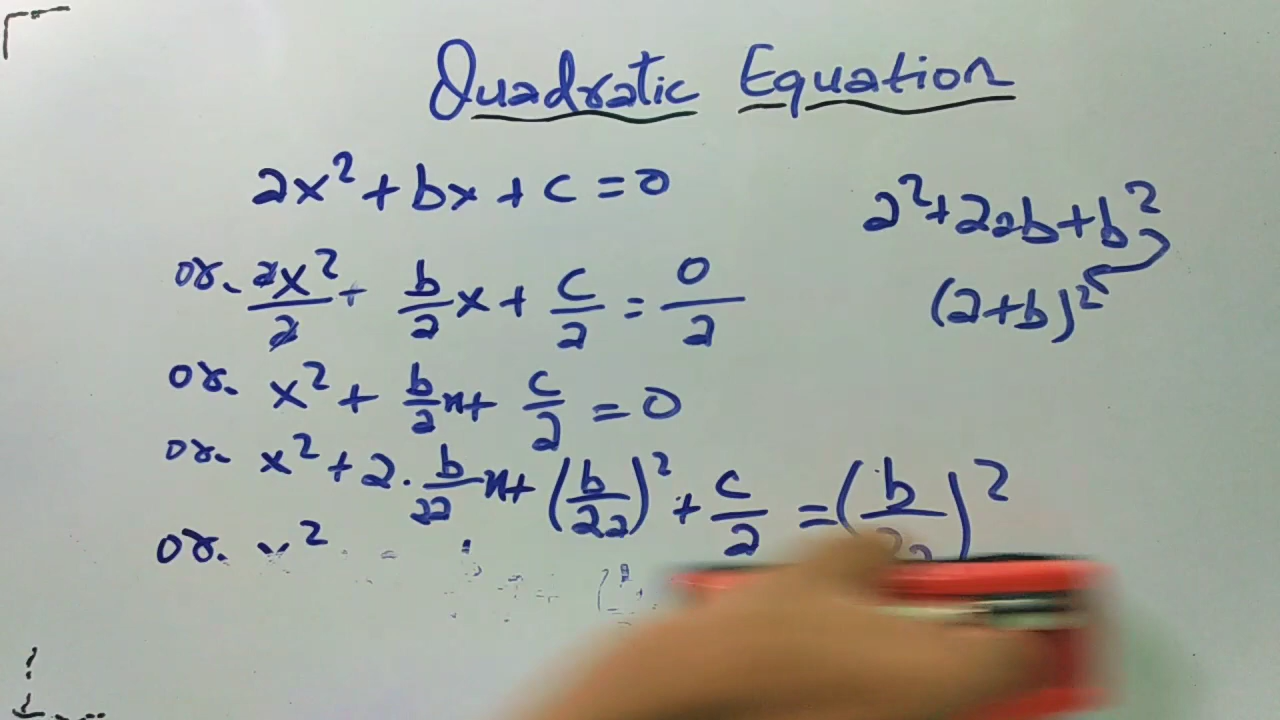 Quadratic Equation
ax² + bx + c = 0
or. ax²/a + b/a x + c/a = 0/a
or. x² + b/a x + c/a = 0
or. x² + 2 · b/2a x + (b/2a)² + c/a = (b/2a)²
or. x²
a² + 2ab + b²
(a+b)²